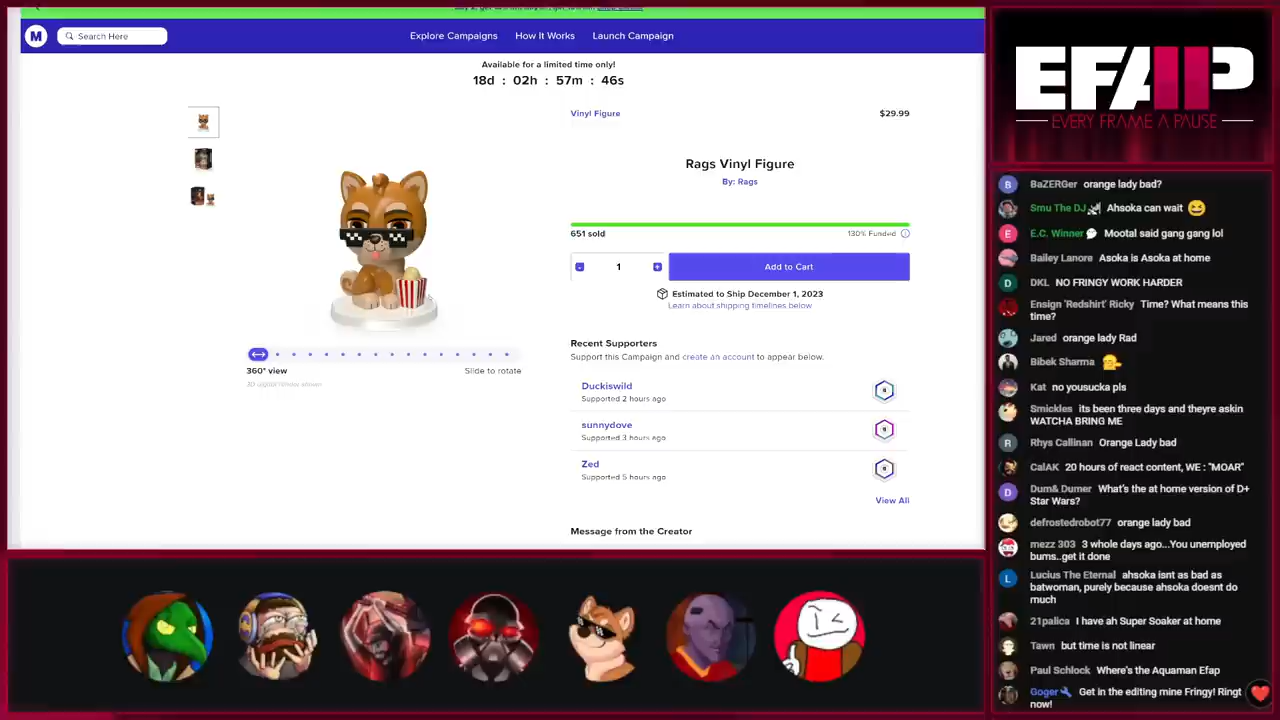 M
Search Here
Explore Campaigns
How It Works
Launch Campaign
Available for a limited time only!
18d : 02h : 57m : 46s
Vinyl Figure
$29.99
Rags Vinyl Figure
By: Rags
651 sold
130% Funded
- 1 +
Add to Cart
Estimated to Ship December 1, 2023
Learn about shipping timelines below
Recent Supporters
Support this Campaign and create an account to appear below.
Duckiswild
Supported 2 hours ago
sunnydove
Supported 3 hours ago
Zed
Supported 5 hours ago
View All
Message from the Creator
360° view
Slide to rotate
EFAP
EVERY FRAME A PAUSE
BaZERGer orange lady bad?
Smu The DJ Ahsoka can wait
E.C. Winner Mootal said gang gang lol
Bailey Lanore Asoka is Asoka at home
DKL NO FRINGY WORK HARDER
Ensign 'Redshirt' Ricky Time? What means this
time?
Jared orange lady Rad
Bibek Sharma
Kat no yousucka pls
Smickles its been three days and theyre askin
WATCHA BRING ME
Rhys Callinan Orange Lady bad
CalAK 20 hours of react content, WE : "MOAR"
Dum& Dumer What's the at home version of D+
Star Wars?
defrostedrobot77 orange lady bad
mezz 303 3 whole days ago...You unemployed
bums..get it done
Lucius The Eternal ahsoka isnt as bad as
batwoman, purely because ahsoka doesnt do
much
21palica I have ah Super Soaker at home
Tawn but time is not linear
Paul Schlock Where's the Aquaman Efap
Goger Get in the editing mine Fringy! Ringt
now!